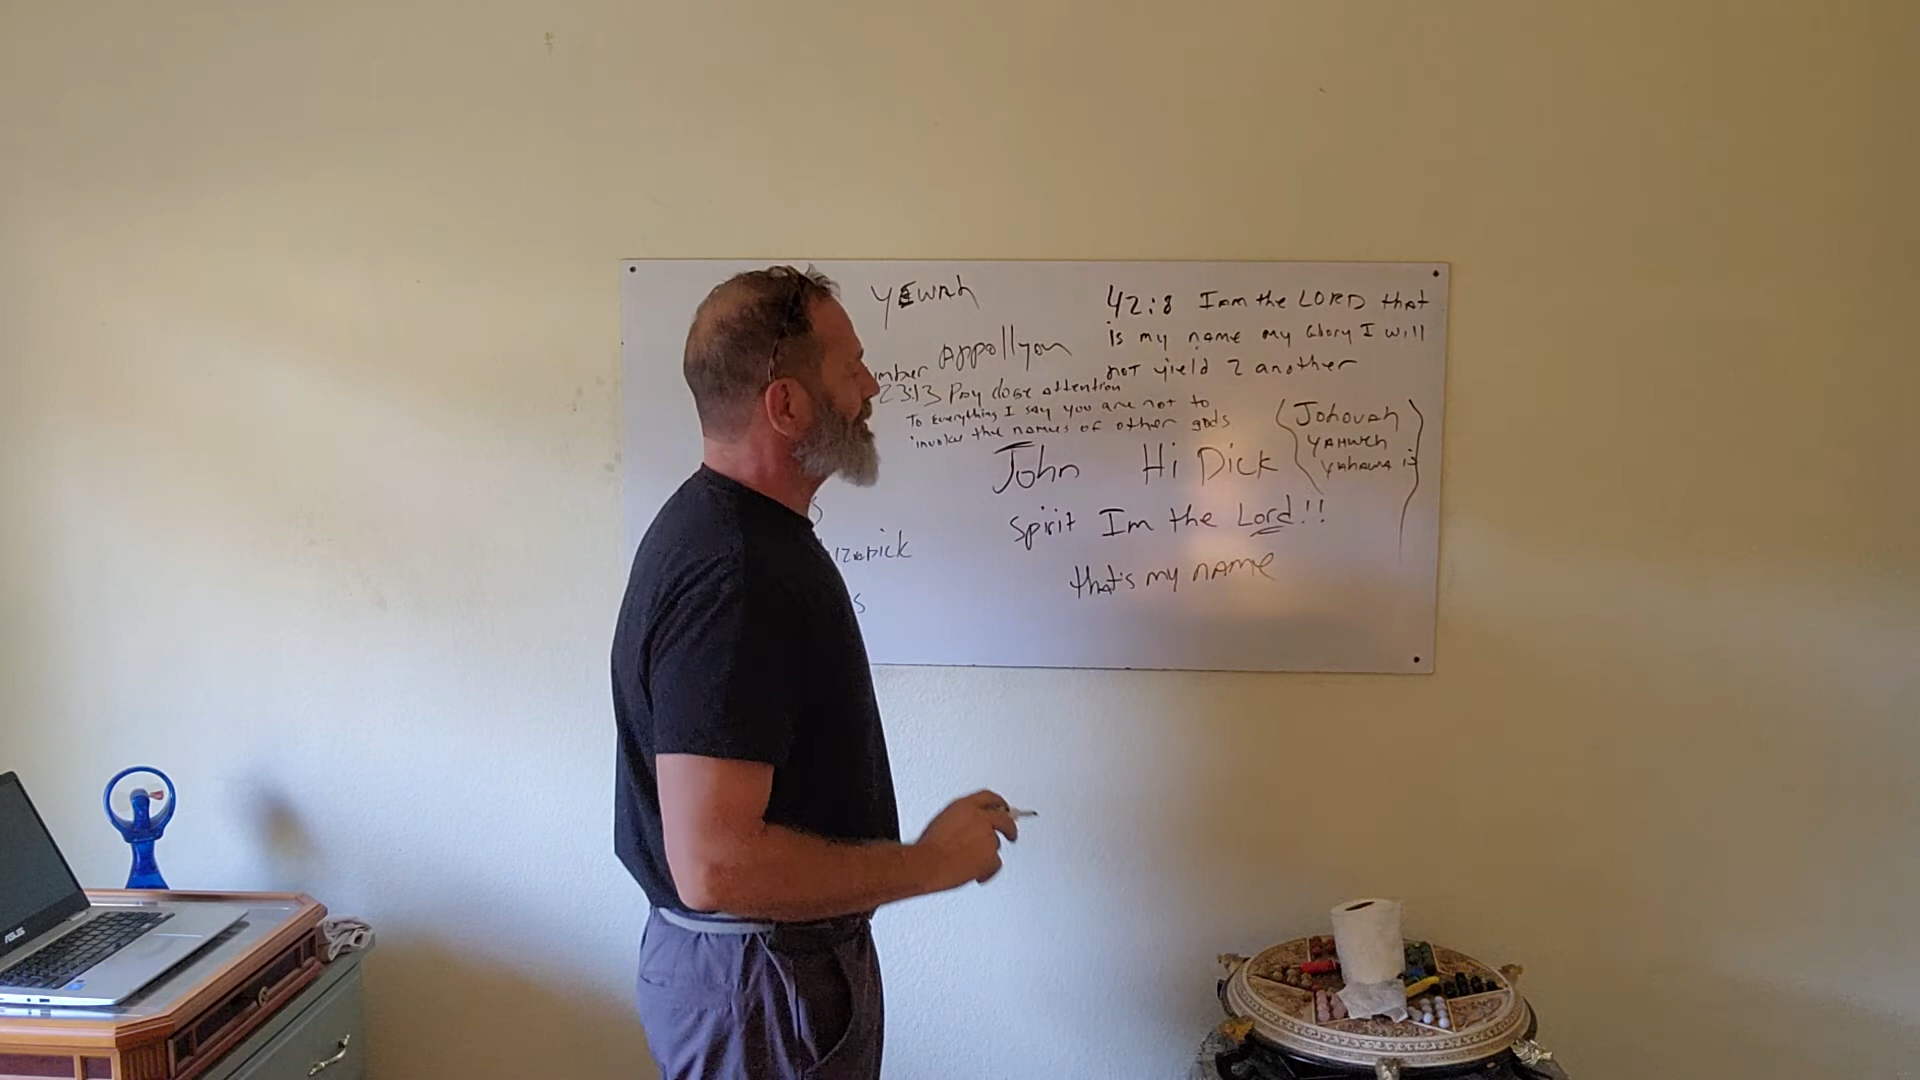 YEWAh
Appollyon
42:8 I am the LORD that
is my name my Glory I will
not yield 2 another
mber
23:13 Pay close attention
To Everything I say you are not to
invoke the names of other gods
Johovah
YAHWEh
John Hi Dick
Spirit Im the Lord!!
that's my NAME
S
ASUS